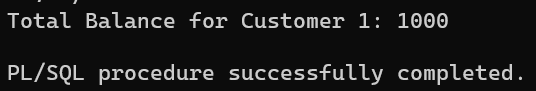 Total Balance for Customer 1: 1000
PL/SQL procedure successfully completed.